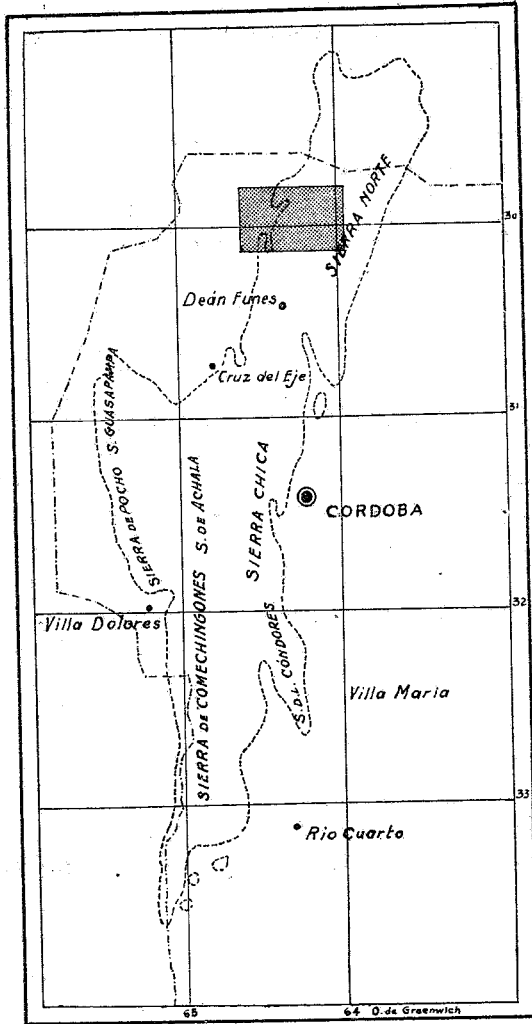 SIERRA NORTE
30
Deán Funes
Cruz del Eje
31
SIERRA DE POCHO S. GUASAPAMPA
SIERRA DE COMECHINGONES S. DE ACHALA
SIERRA CHICA
CORDOBA
32
Villa Dolores
S.D.L. CÓNDORES
Villa Maria
33
Rio Cuarto
65
64 O. de Greenwich